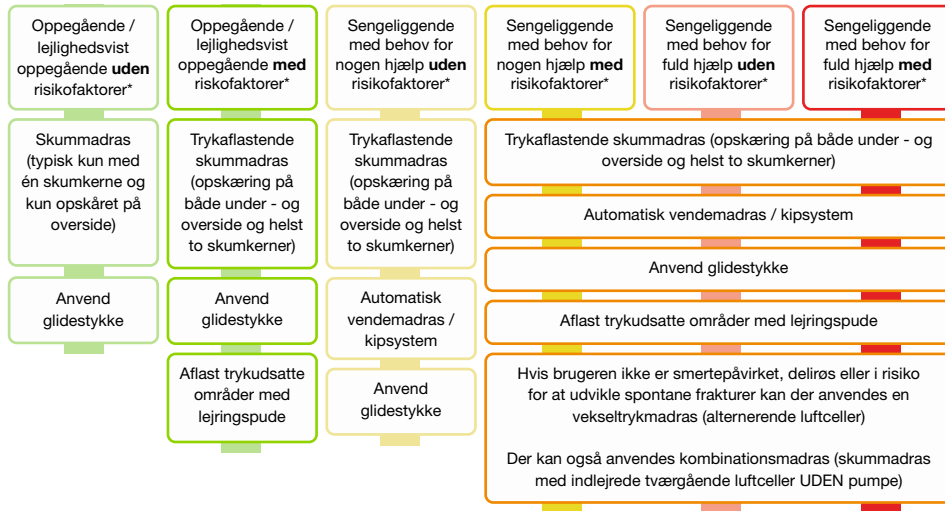 Oppegående /
lejlighedsvist
oppegående uden
risikofaktorer*
Skummadras
(typisk kun med
én skumkerne og
kun opskåret på
overside)
Anvend
glidestykke
Oppegående /
lejlighedsvist
oppegående med
riskofaktorer*
Trykaflastende
skummadras
(opskæring på
både under - og
overside og helst
to skumkerner)
Anvend
glidestykke
Aflast trykudsatte
områder med
lejringspude
Sengeliggende
med behov for
nogen hjælp uden
risikofaktorer*
Trykaflastende
skummadras
(opskæring på
både under - og
overside og helst
to skumkerner)
Automatisk
vendemadras /
kipsystem
Anvend
glidestykke
Sengeliggende
med behov for
nogen hjælp med
risikofaktorer*
Sengeliggende
med behov for
fuld hjælp uden
risikofaktorer*
Sengeliggende
med behov for
fuld hjælp med
risikofaktorer*
Trykaflastende skummadras (opskæring på både under - og
overside og helst to skumkerner)
Automatisk vendemadras / kipsystem
Anvend glidestykke
Aflast trykudsatte områder med lejringspude
Hvis brugeren ikke er smertepåvirket, delirøs eller i risiko
for at udvikle spontane frakturer kan der anvendes en
vekseltrykmadras (alternerende luftceller)
Der kan også anvendes kombinationsmadras (skummadras
med indlejrede tværgående luftceller UDEN pumpe)